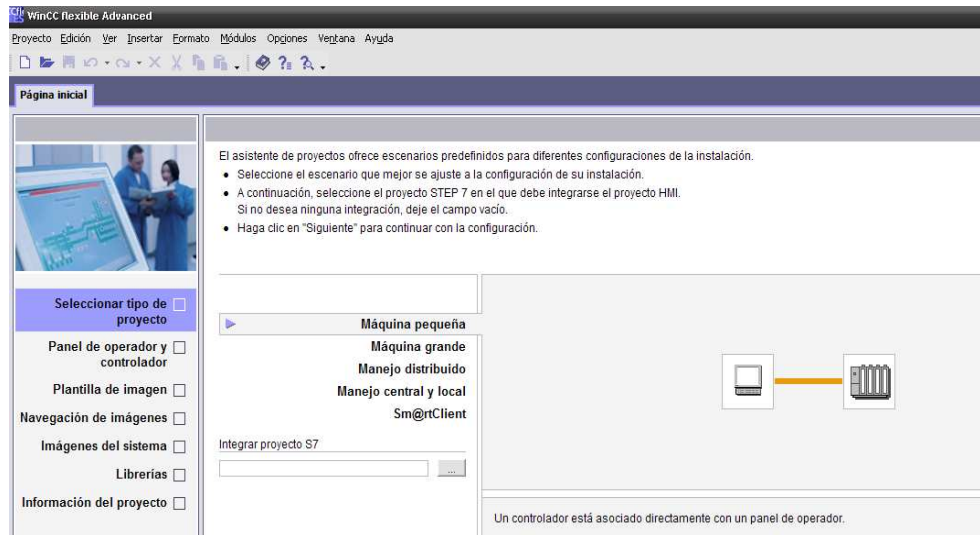 WinCC flexible Advanced
Proyecto Edición Ver Insertar Formato Módulos Opciones Ventana Ayuda
Página inicial
El asistente de proyectos ofrece escenarios predefinidos para diferentes configuraciones de la instalación.
• Seleccione el escenario que mejor se ajuste a la configuración de su instalación.
• A continuación, seleccione el proyecto STEP 7 en el que debe integrarse el proyecto HMI.
Si no desea ninguna integración, deje el campo vacío.
• Haga clic en "Siguiente" para continuar con la configuración.
Seleccionar tipo de
proyecto
Panel de operador y
controlador
Plantilla de imagen
Navegación de imágenes
Imágenes del sistema
Librerías
Información del proyecto
Máquina pequeña
Máquina grande
Manejo distribuido
Manejo central y local
Sm@rtClient
Integrar proyecto S7
...
Un controlador está asociado directamente con un panel de operador.